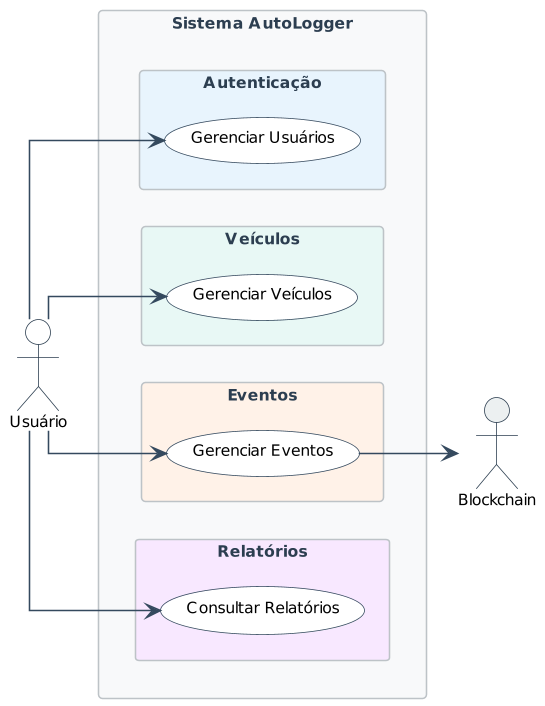 Sistema AutoLogger
Autenticação
Gerenciar Usuários
Veículos
Gerenciar Veículos
Usuário
Eventos
Gerenciar Eventos
Blockchain
Relatórios
Consultar Relatórios